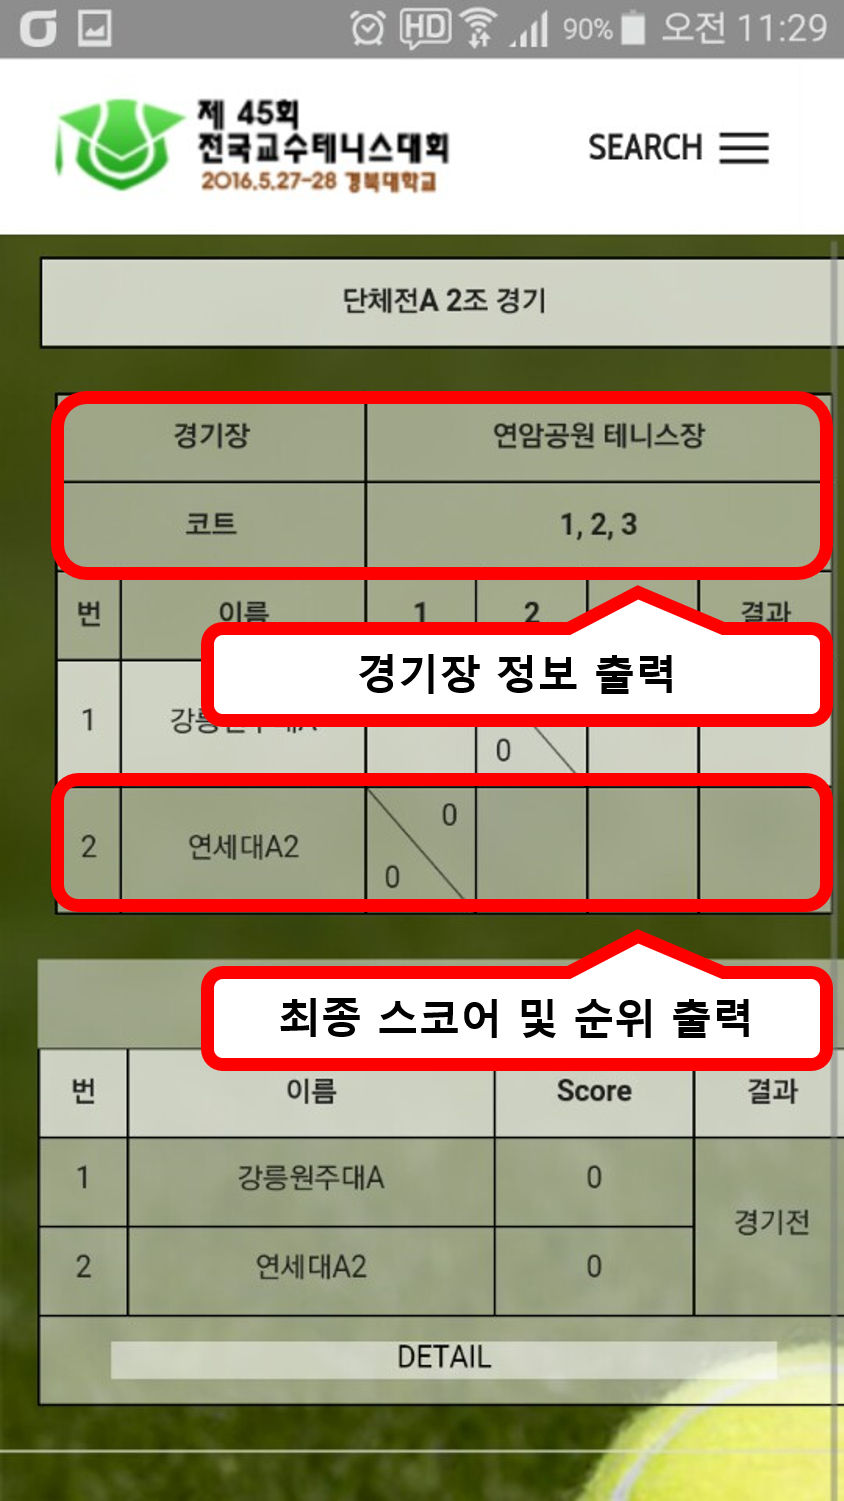 HD 90% 오전 11:29
제 45회
전국교수테니스대회
2016.5.27-28 경북대학교
SEARCH
단체전A 2조 경기
경기장 연암공원 테니스장
코트 1, 2, 3
번 이름 1 2 결과
경기장 정보 출력
1
0
2 연세대A2 0
0
최종 스코어 및 순위 출력
번 이름 Score 결과
1 강릉원주대A 0
경기전
2 연세대A2 0
DETAIL